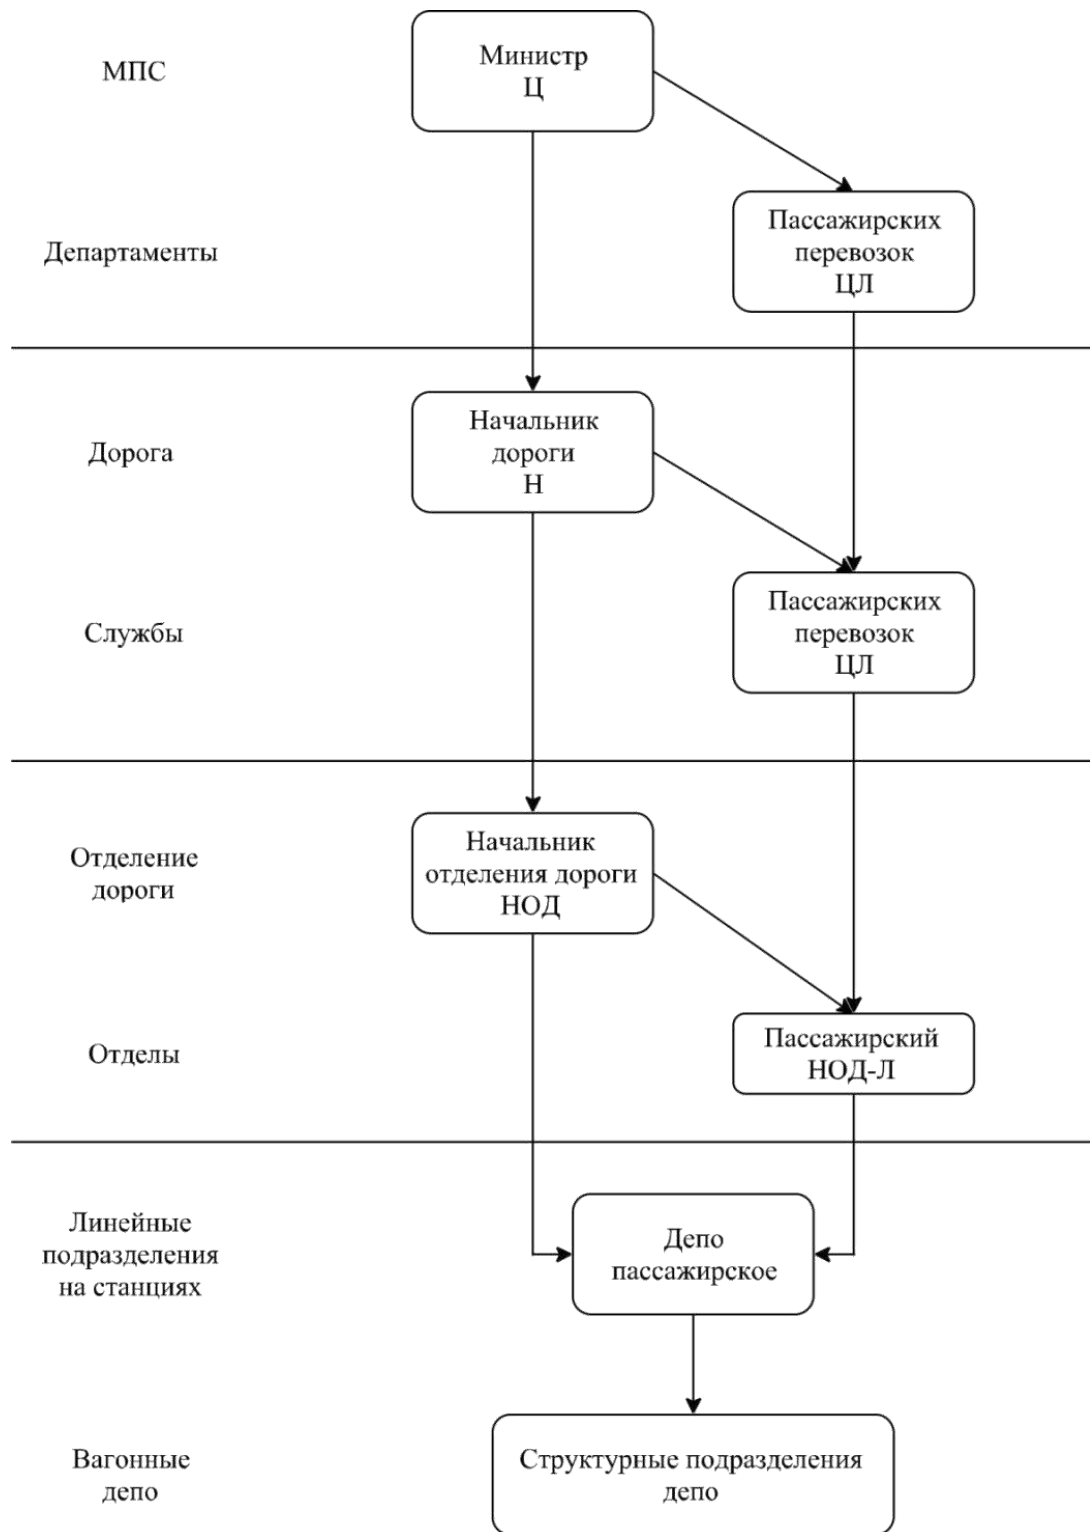 МПС
Министр
Ц
Департаменты
Пассажирских
перевозок
ЦЛ
Дорога
Начальник
дороги
Н
Службы
Пассажирских
перевозок
ЦЛ
Отделение
дороги
Начальник
отделения дороги
НОД
Отделы
Пассажирский
НОД-Л
Линейные
подразделения
на станциях
Депо
пассажирское
Вагонные
депо
Структурные подразделения
депо